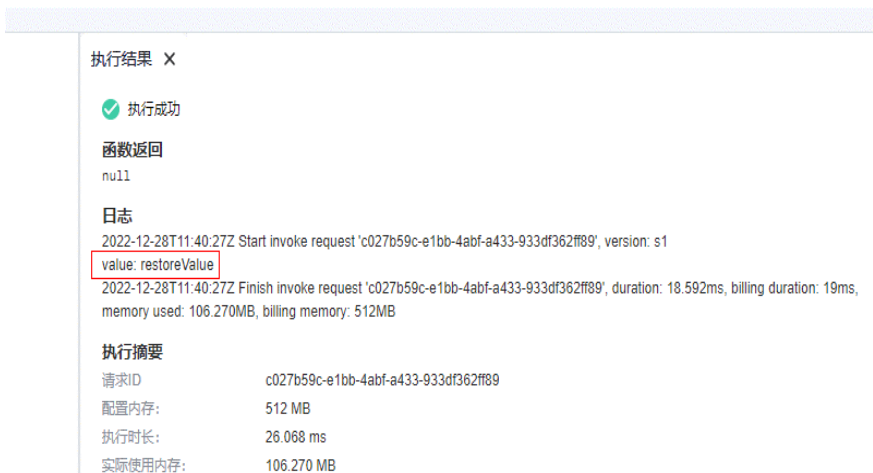 执行结果 X
执行成功
函数返回
null
日志
2022-12-28T11:40:27Z Start invoke request 'c027b59c-e1bb-4abf-a433-933df362ff89', version: s1
value: restoreValue
2022-12-28T11:40:27Z Finish invoke request 'c027b59c-e1bb-4abf-a433-933df362ff89', duration: 18.592ms, billing duration: 19ms,
memory used: 106.270MB, billing memory: 512MB
执行摘要
请求ID c027b59c-e1bb-4abf-a433-933df362ff89
配置内存: 512 MB
执行时长: 26.068 ms
实际使用内存: 106.270 MB